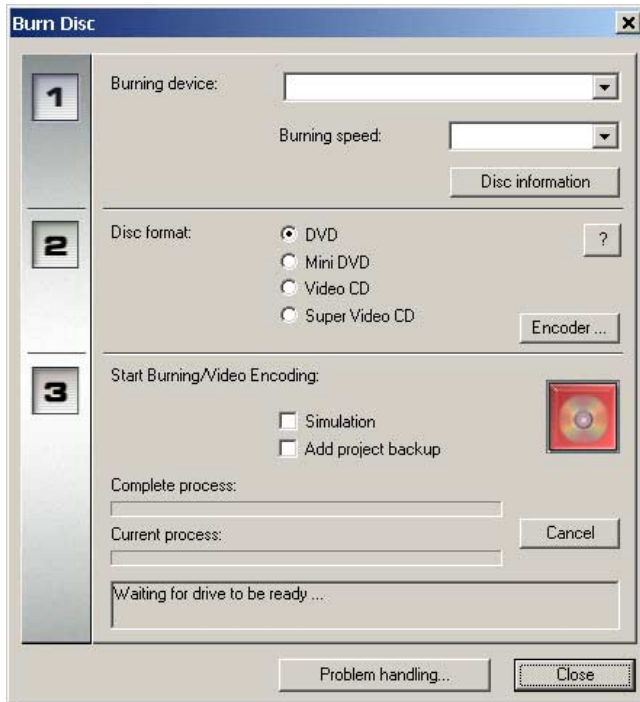 Burn Disc
1
Burning device:
Burning speed:
Disc information
2
Disc format:
DVD
?
Mini DVD
Video CD
Super Video CD
Encoder ...
3
Start Burning/Video Encoding:
Simulation
Add project backup
Complete process:
Current process:
Cancel
Waiting for drive to be ready ...
Problem handling...
Close